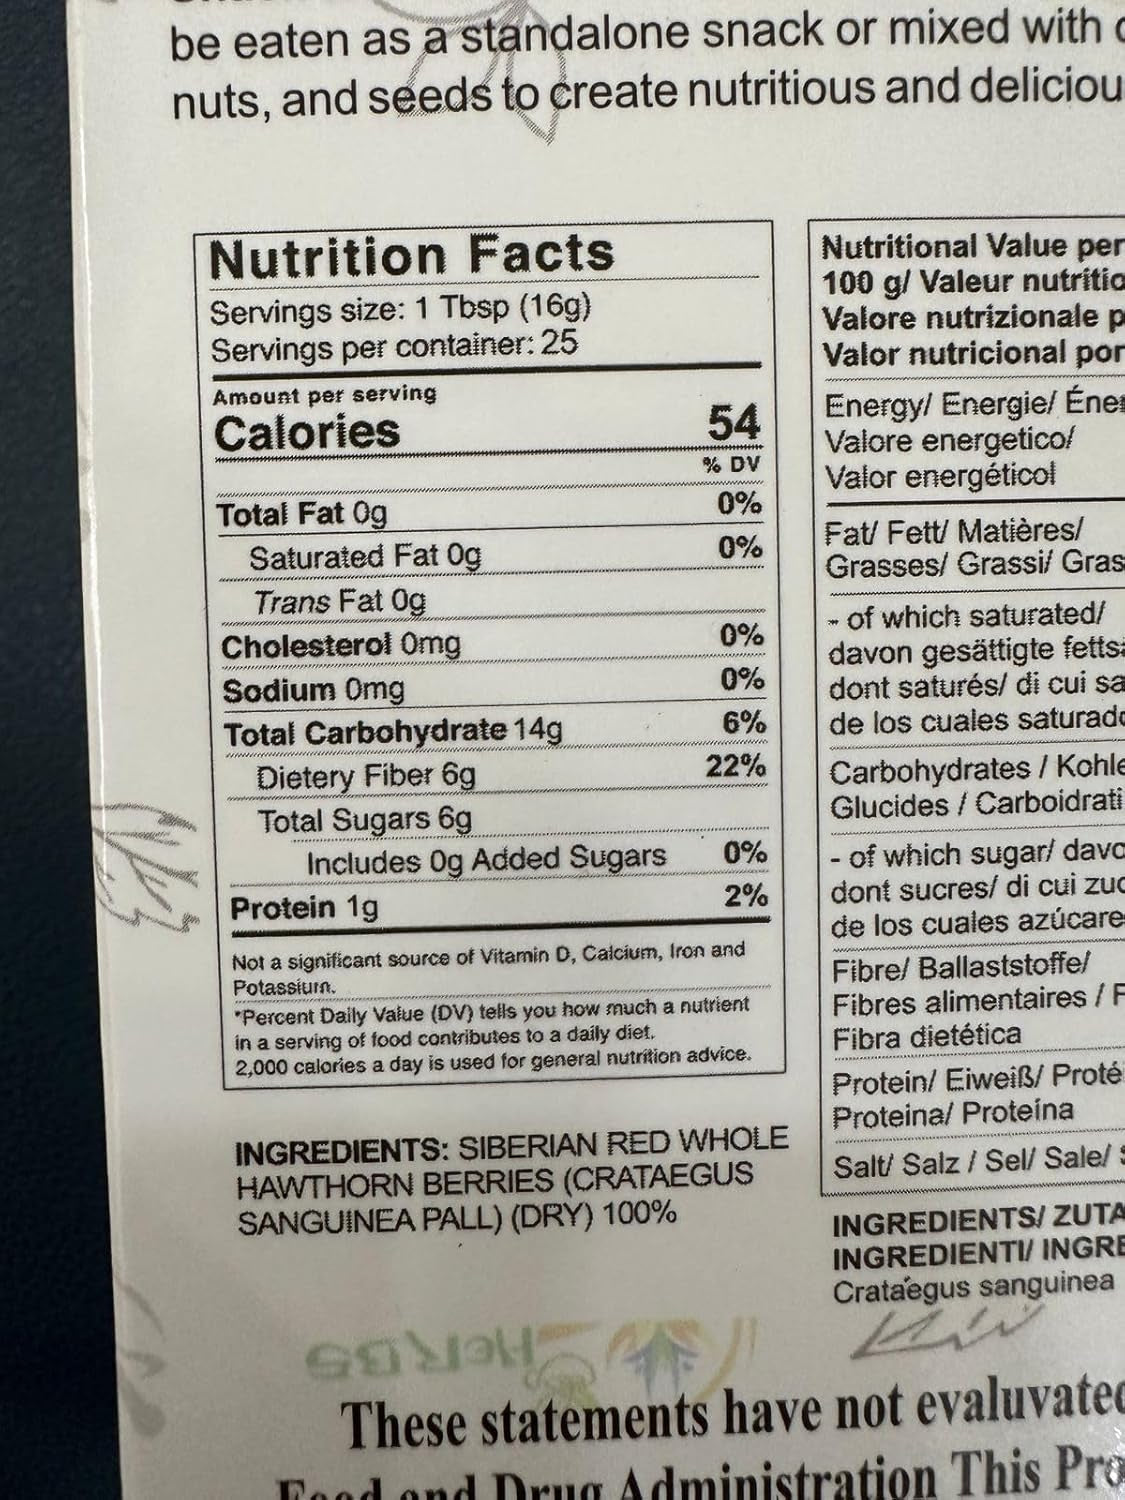 be eaten as a standalone snack or mixed with
nuts, and seeds to create nutritious and deliciou
Nutrition Facts
Servings size: 1 Tbsp (16g)
Servings per container: 25
Amount per serving
Calories 54
% DV
Total Fat 0g 0%
Saturated Fat 0g 0%
Trans Fat 0g
Cholesterol 0mg 0%
Sodium 0mg 0%
Total Carbohydrate 14g 6%
Dietery Fiber 6g 22%
Total Sugars 6g
Includes 0g Added Sugars 0%
Protein 1g 2%
Not a significant source of Vitamin D, Calcium, Iron and
Potassium.
*Percent Daily Value (DV) tells you how much a nutrient
in a serving of food contributes to a daily diet.
2,000 calories a day is used for general nutrition advice.
INGREDIENTS: SIBERIAN RED WHOLE
HAWTHORN BERRIES (CRATAEGUS
SANGUINEA PALL) (DRY) 100%
Nutritional Value per
100 g/ Valeur nutritio
Valore nutrizionale p
Valor nutricional por
Energy/ Energie/ Éner
Valore energetico/
Valor energéticol
Fat/ Fett/ Matières/
Grasses/ Grassi/ Gras
- of which saturated/
davon gesättigte fettsä
dont saturés/ di cui sa
de los cuales saturado
Carbohydrates / Kohle
Glucides / Carboidrati
- of which sugar/ davo
dont sucres/ di cui zuc
de los cuales azúcare
Fibre/ Ballaststoffe/
Fibres alimentaires / F
Fibra dietética
Protein/ Eiweiß/ Proté
Proteina/ Proteína
Salt/ Salz / Sel/ Sale/
INGREDIENTS/ ZUTA
INGREDIENTI/ INGRE
Crataegus sanguinea
HerBS
These statements have not evaluvated
Food and Drug Administration This Pro